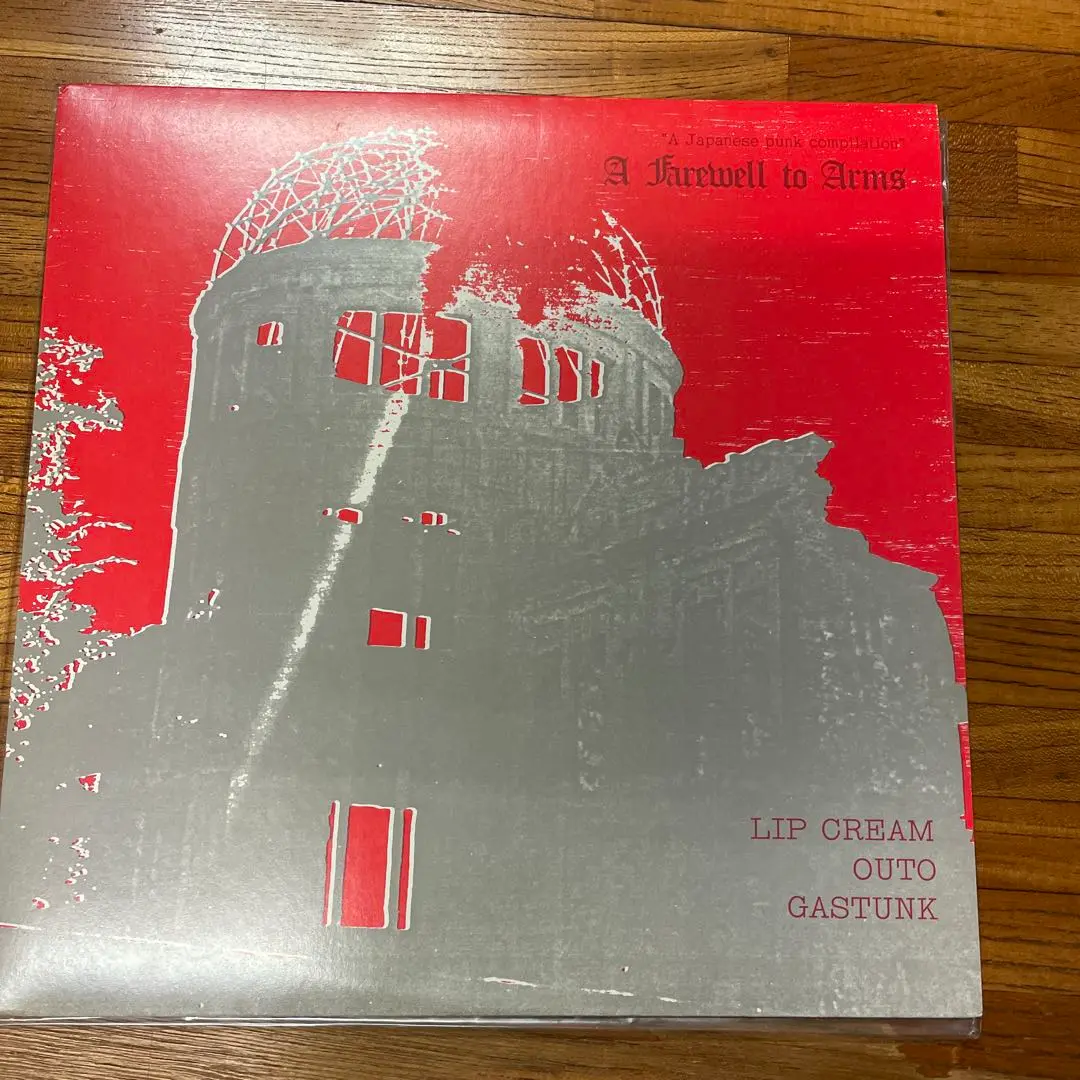 "A Japanese punk compilation"
A Farewell to Arms
LIP CREAM
OUTO
GASTUNK